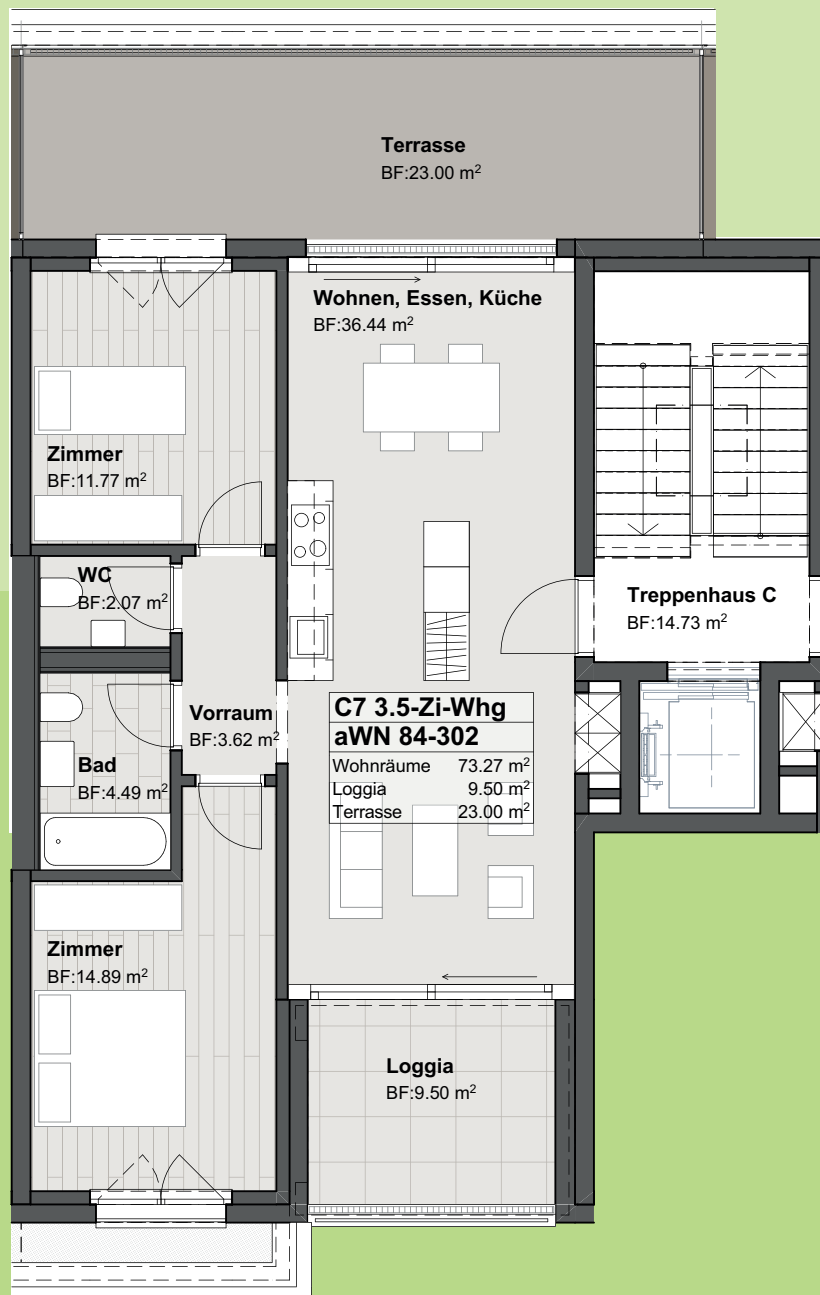 Terrasse
BF:23.00 m²
Wohnen, Essen, Küche
BF:36.44 m²
Zimmer
BF:11.77 m²
WC
BF:2.07 m²
Treppenhaus C
BF:14.73 m²
Vorraum
BF:3.62 m²
Bad
BF:4.49 m²
C7 3.5-Zi-Whg
aWN 84-302
Wohnräume 73.27 m²
Loggia 9.50 m²
Terrasse 23.00 m²
Zimmer
BF:14.89 m²
Loggia
BF:9.50 m²